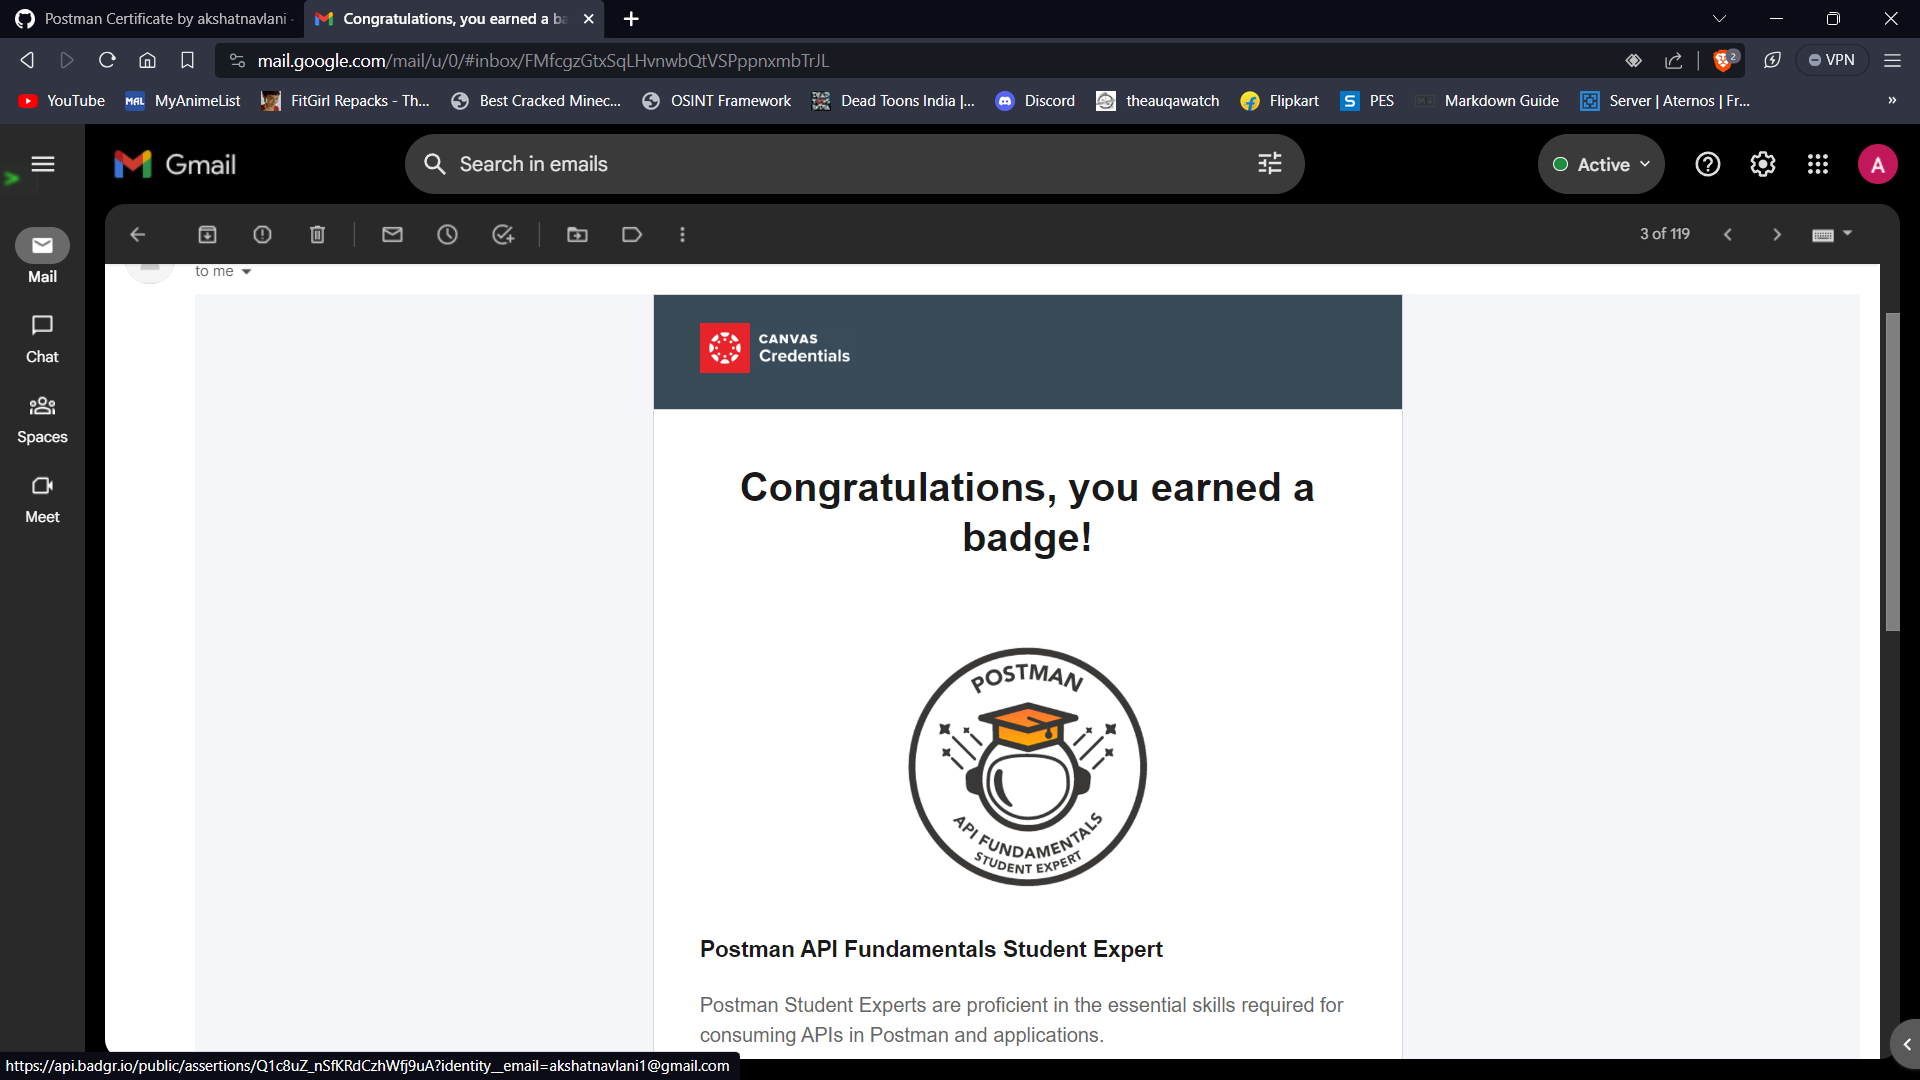 Postman Certificate by akshatnavlani
Congratulations, you earned a ba
mail.google.com/mail/u/0/#inbox/FMfcgzGtxSqLHvnwbQtVSPppnxmbTrJL
2
VPN
YouTube
MAL MyAnimeList
FitGirl Repacks - Th...
Best Cracked Minec...
OSINT Framework
Dead Toons India |...
Discord
theauqawatch
Flipkart
S PES
Markdown Guide
Server | Aternos | Fr...
»
Gmail
Search in emails
Active
A
3 of 119
Mail
Chat
Spaces
Meet
to me
CANVAS
Credentials
Congratulations, you earned a
badge!
POSTMAN
API FUNDAMENTALS
STUDENT EXPERT
Postman API Fundamentals Student Expert
Postman Student Experts are proficient in the essential skills required for
consuming APIs in Postman and applications.
https://api.badgr.io/public/assertions/Q1c8uZ_nSfKRdCzhWfj9uA?identity__email=akshatnavlani1@gmail.com